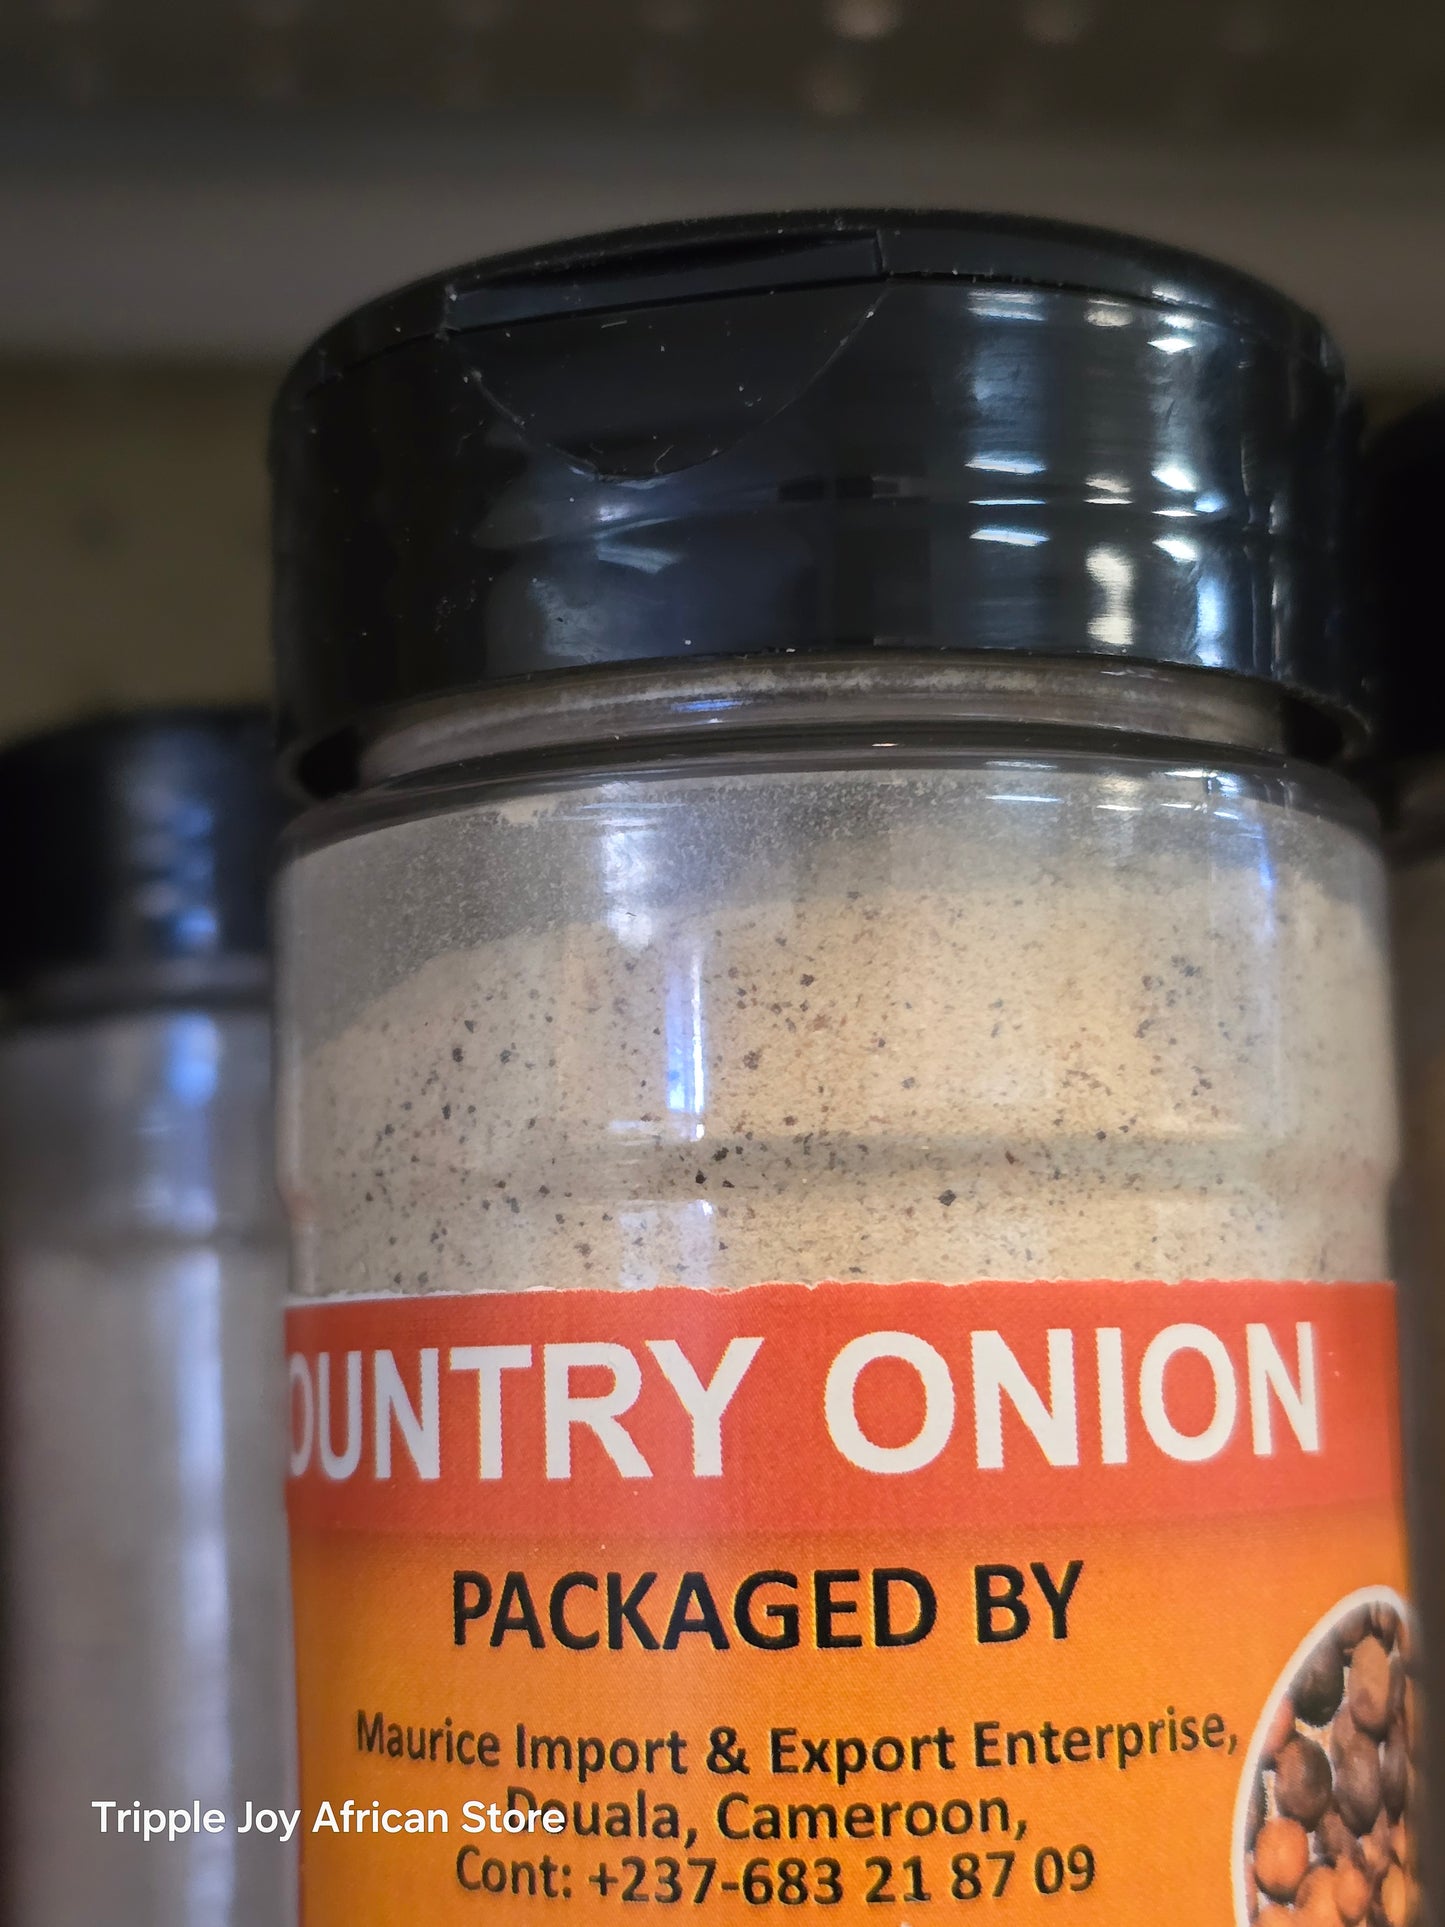 OUNTRY ONION
PACKAGED BY
Maurice Import & Export Enterprise,
Douala, Cameroon,
Cont: +237-683 21 87 09
Tripple Joy African Store